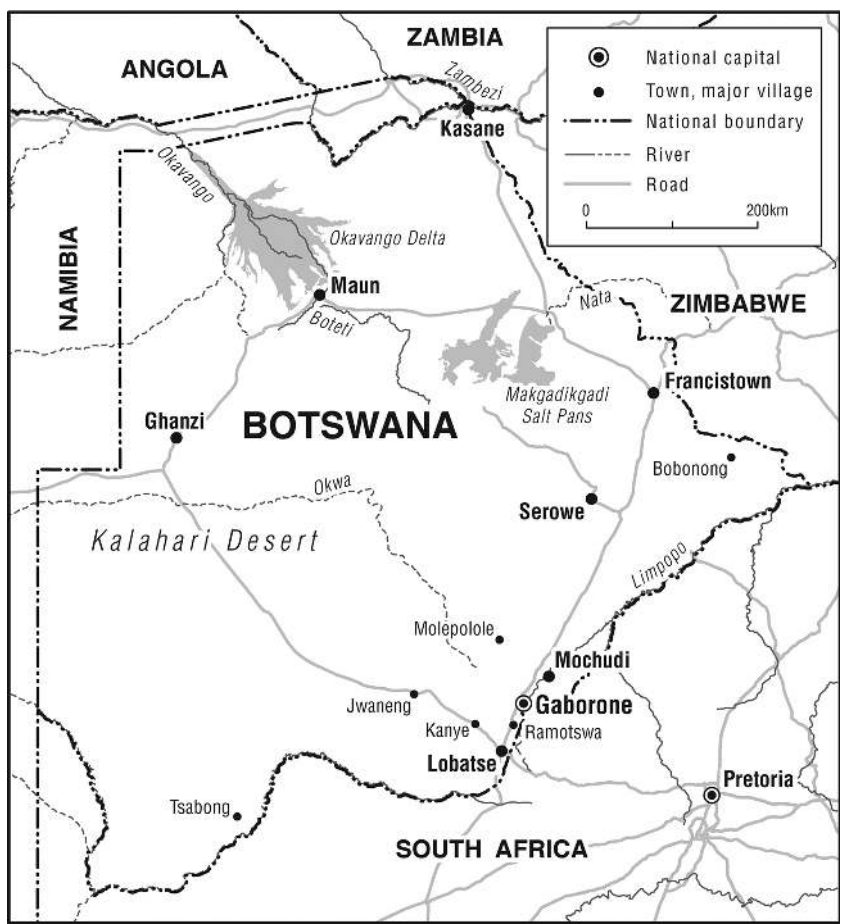 ZAMBIA
ANGOLA
Zambezi
Kasane
National capital
Town, major village
National boundary
River
Road
0
200km
Okavango
Okavango Delta
NAMIBIA
Maun
Boteti
Nata
ZIMBABWE
Makgadikgadi
Salt Pans
Francistown
Ghanzi
BOTSWANA
Bobonong
Okwa
Serowe
Kalahari Desert
Limpopo
Molepolole
Mochudi
Jwaneng
Gaborone
Kanye
Ramotswa
Lobatse
Pretoria
Tsabong
SOUTH AFRICA